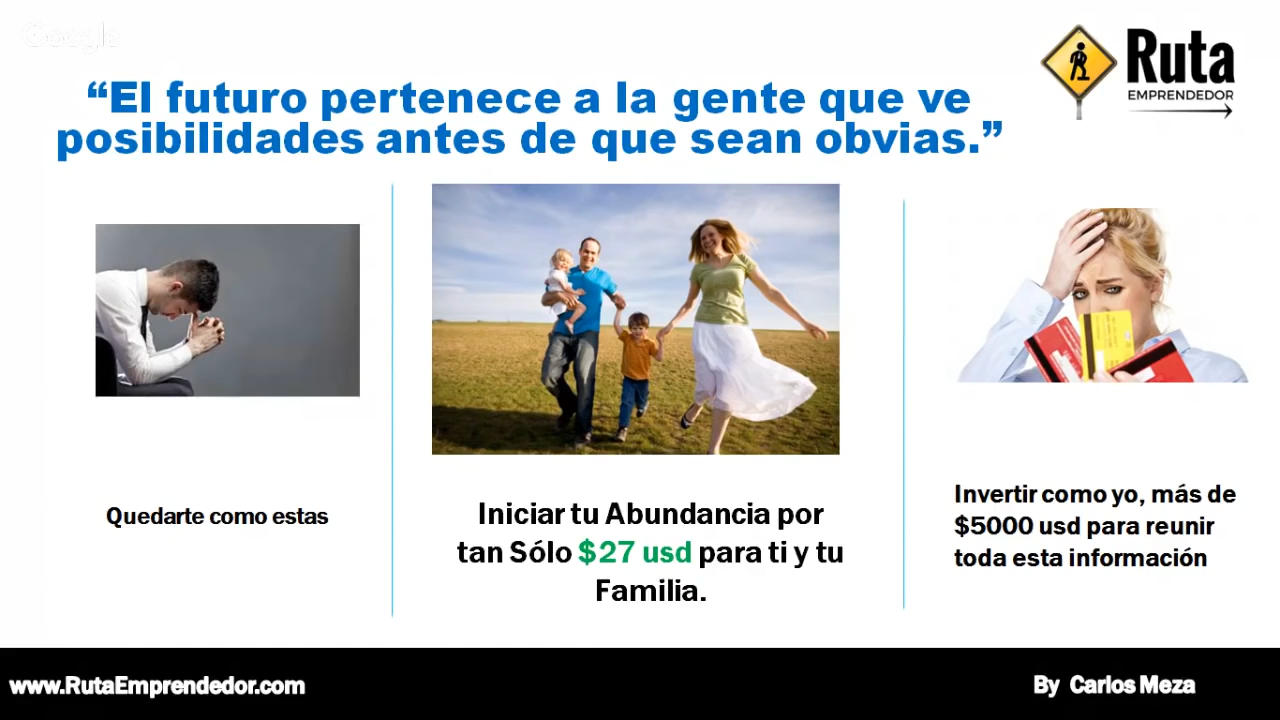 Google
Ruta
EMPRENDEDOR
“El futuro pertenece a la gente que ve
posibilidades antes de que sean obvias.”
Quedarte como estas
Iniciar tu Abundancia por
tan Sólo $27 usd para ti y tu
Familia.
Invertir como yo, más de
$5000 usd para reunir
toda esta información
www.RutaEmprendedor.com
By Carlos Meza